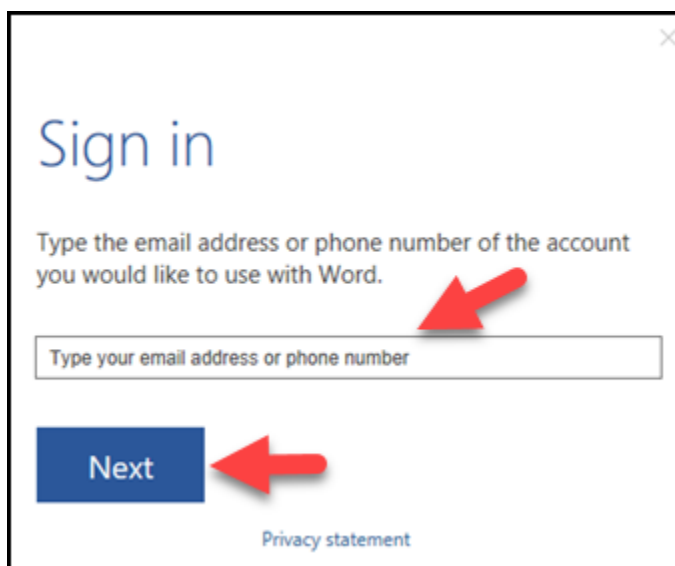 Sign in
Type the email address or phone number of the account
you would like to use with Word.
Type your email address or phone number
Next
Privacy statement